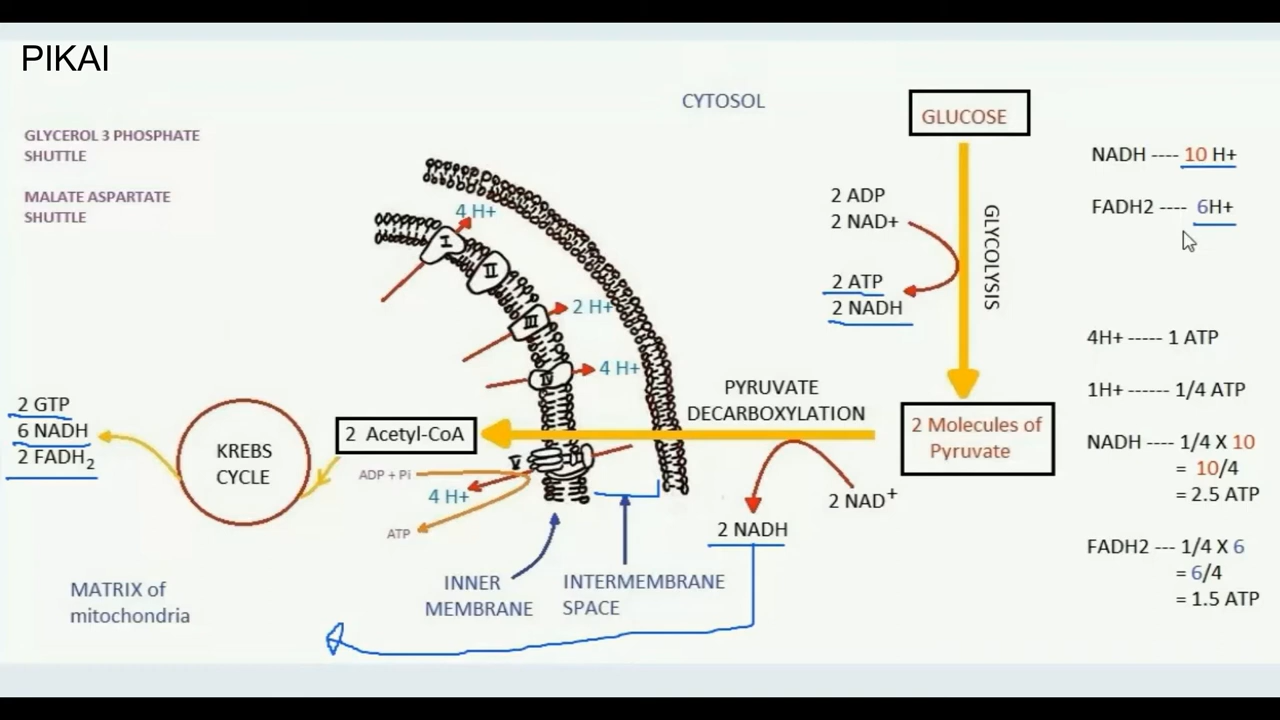 PIKAI
GLYCEROL 3 PHOSPHATE
SHUTTLE
MALATE ASPARTATE
SHUTTLE
CYTOSOL
GLUCOSE
2 ADP
2 NAD+
2 ATP
2 NADH
GLYCOLYSIS
NADH ---- 10 H+
FADH2 ---- 6H+
4H+ ----- 1 ATP
1H+ ------ 1/4 ATP
NADH ---- 1/4 X 10
= 10/4
= 2.5 ATP
FADH2 --- 1/4 X 6
= 6/4
= 1.5 ATP
4 H+
I
II
III
2 H+
IV
4 H+
V
PYRUVATE
DECARBOXYLATION
2 Molecules of
Pyruvate
2 NAD+
2 NADH
2 Acetyl-CoA
ADP + Pi
4 H+
ATP
KREBS
CYCLE
2 GTP
6 NADH
2 FADH2
MATRIX of
mitochondria
INNER
MEMBRANE
INTERMEMBRANE
SPACE